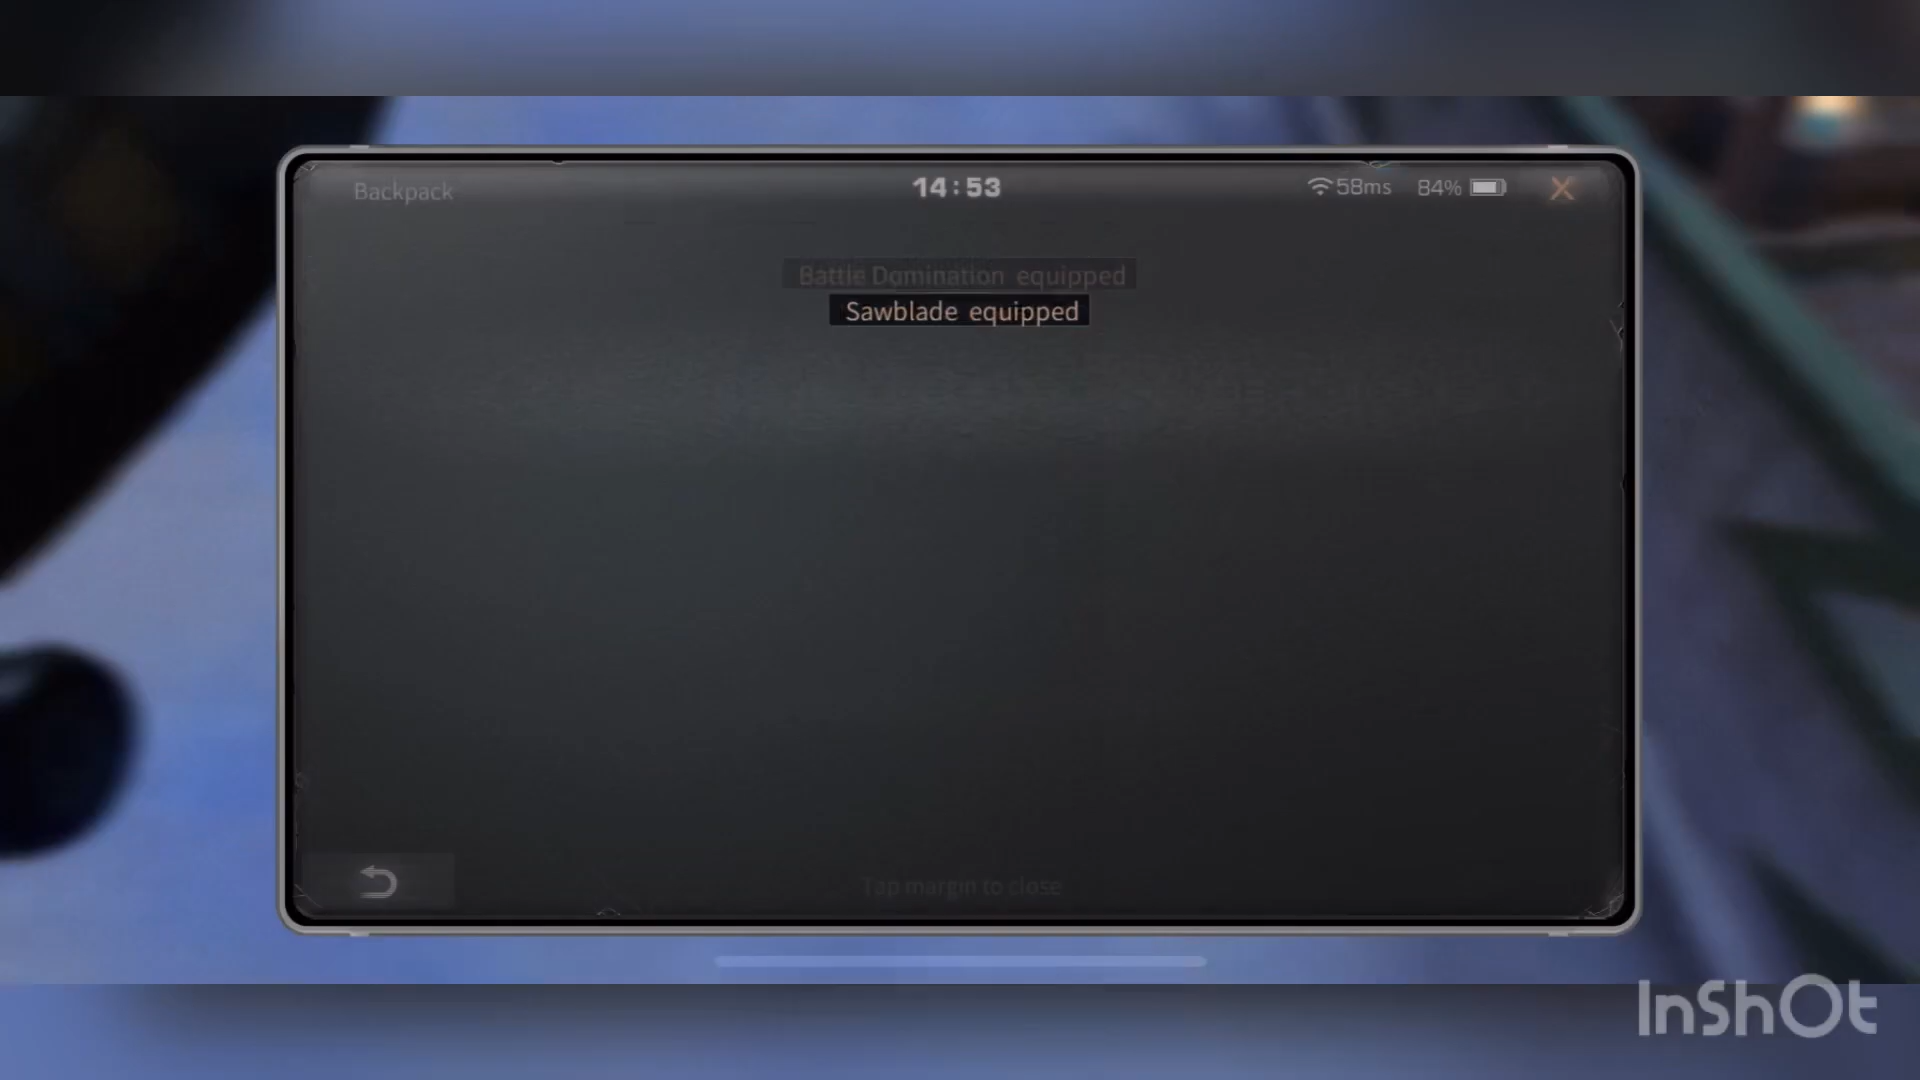 Backpack
14:53
58ms
84%
Battle Domination equipped
Sawblade equipped
Tap margin to close
InShOt